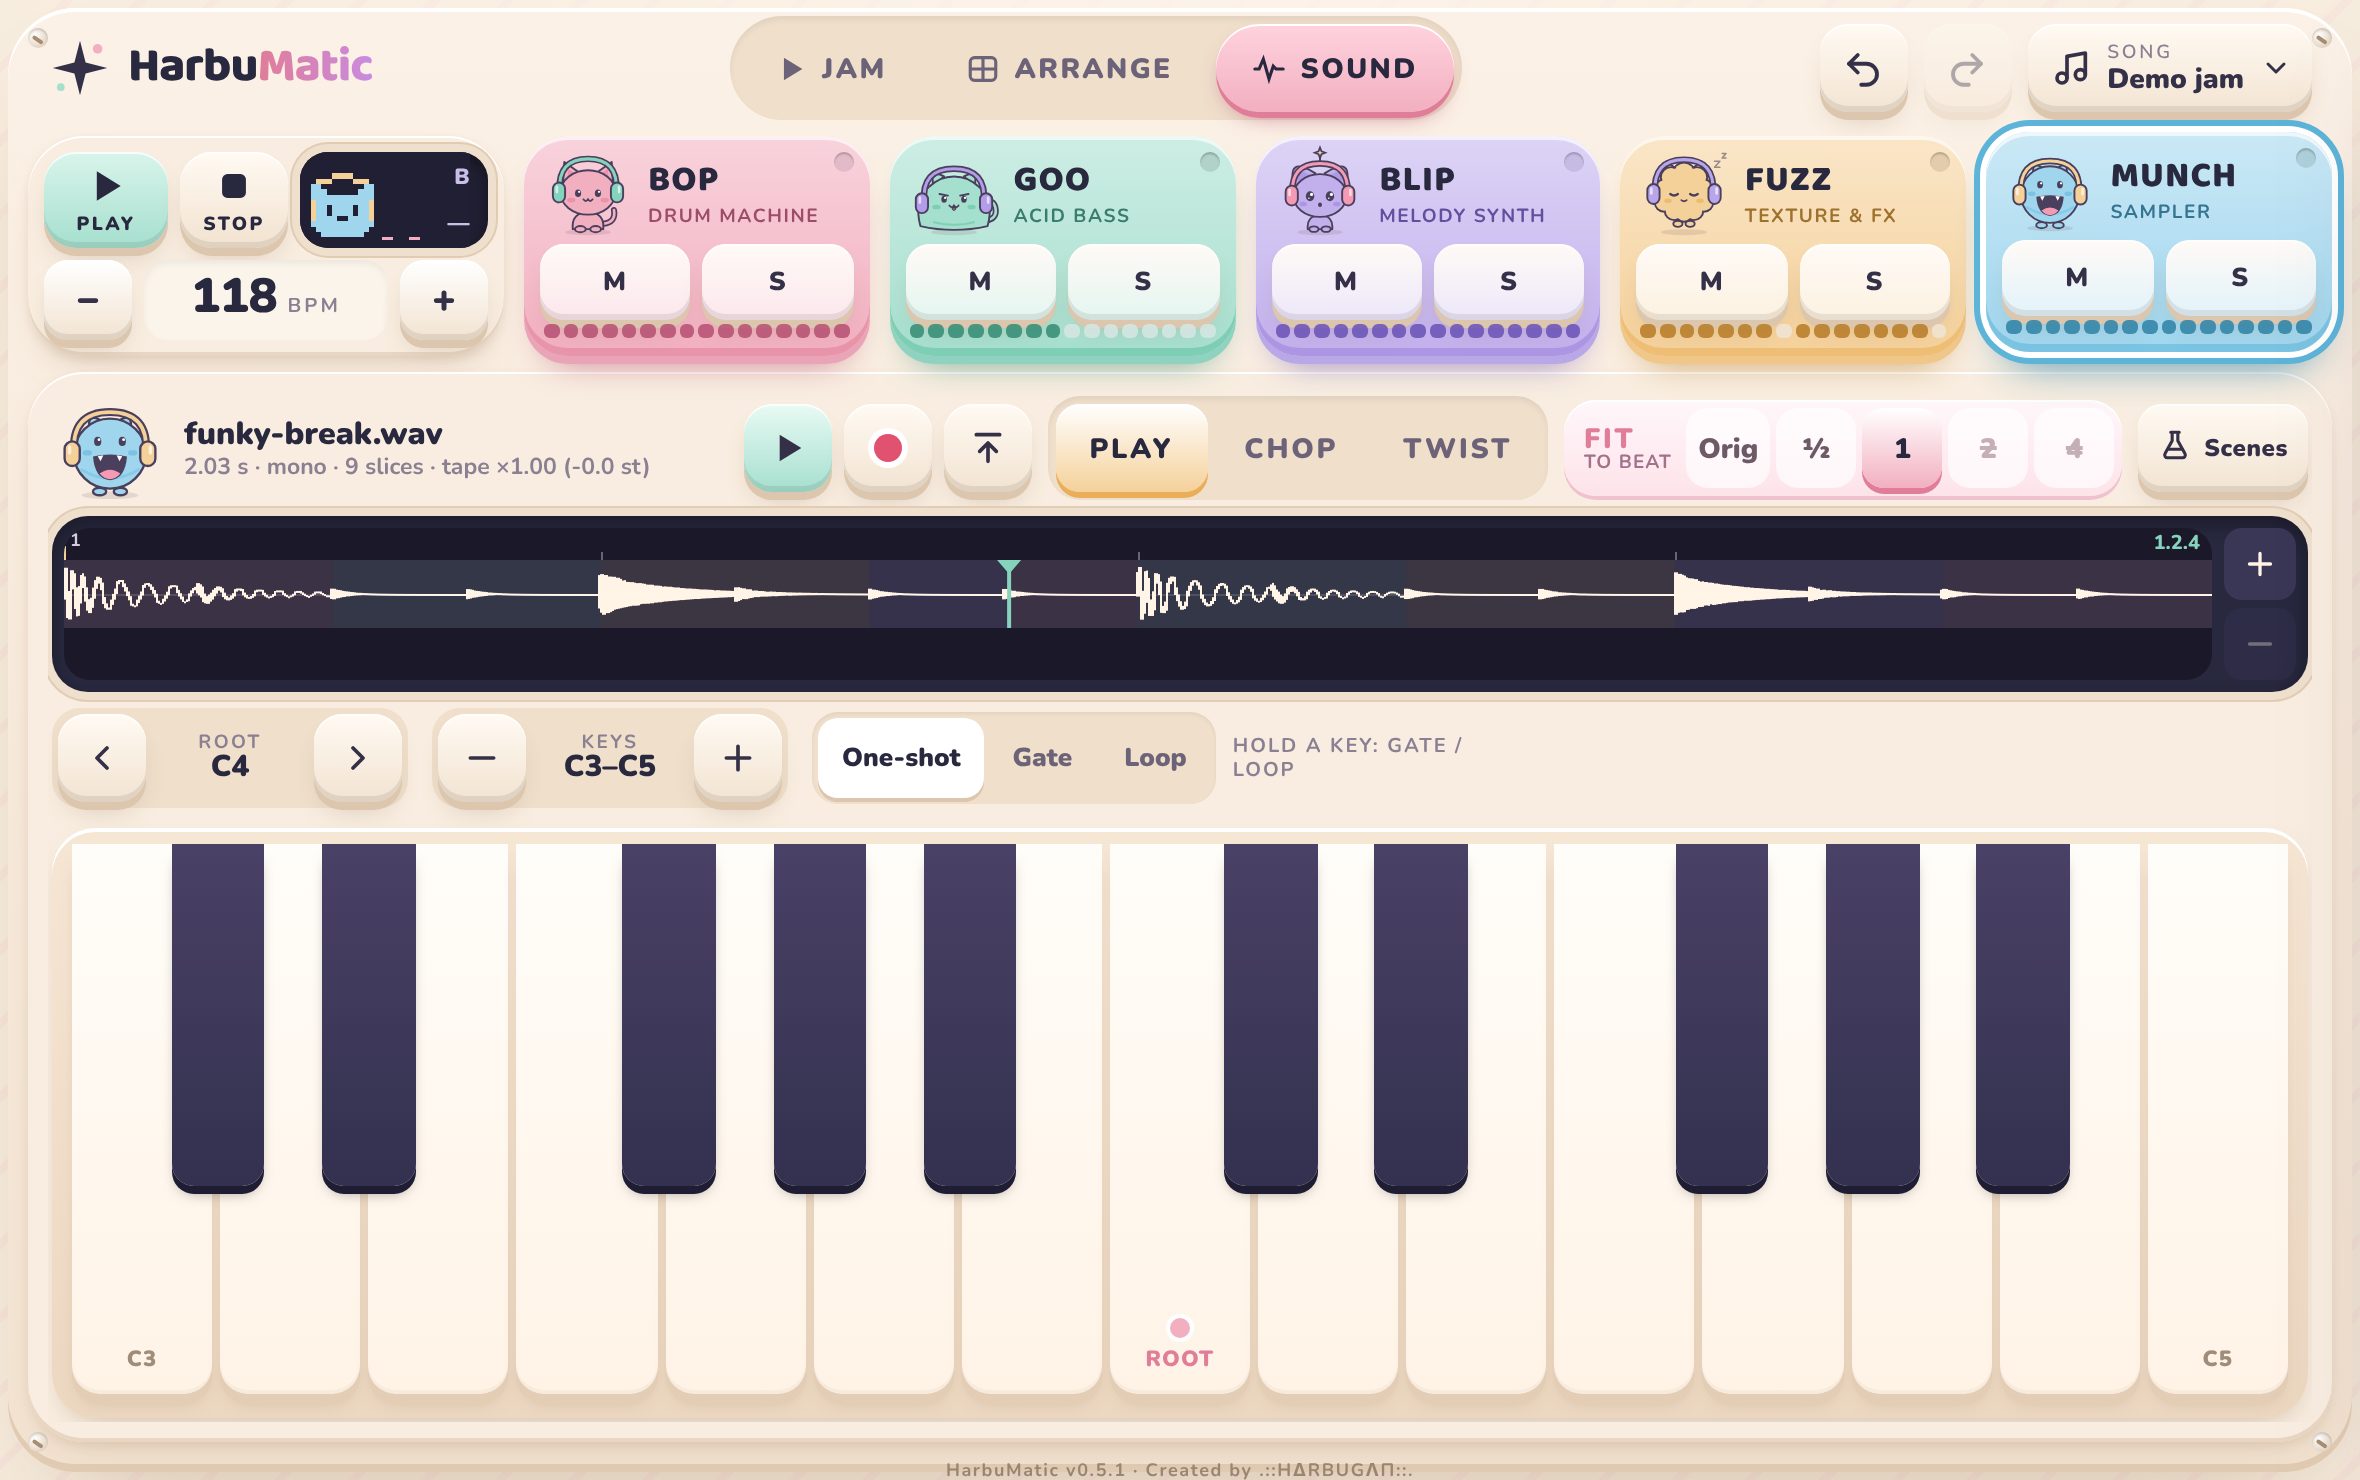 HarbuMatic
JAM
ARRANGE
SOUND
SONG
Demo jam
PLAY
STOP
B
118 BPM
BOP
DRUM MACHINE
M
S
GOO
ACID BASS
M
S
BLIP
MELODY SYNTH
M
S
z z
FUZZ
TEXTURE & FX
M
S
MUNCH
SAMPLER
M
S
funky-break.wav
2.03 s · mono · 9 slices · tape ×1.00 (-0.0 st)
PLAY
CHOP
TWIST
FIT
TO BEAT
Orig
½
1
2
4
Scenes
1
1.2.4
ROOT
C4
KEYS
C3–C5
One-shot
Gate
Loop
HOLD A KEY: GATE /
LOOP
C3
ROOT
C5
HarbuMatic v0.5.1 · Created by .::HΔRBUGΛΠ::.